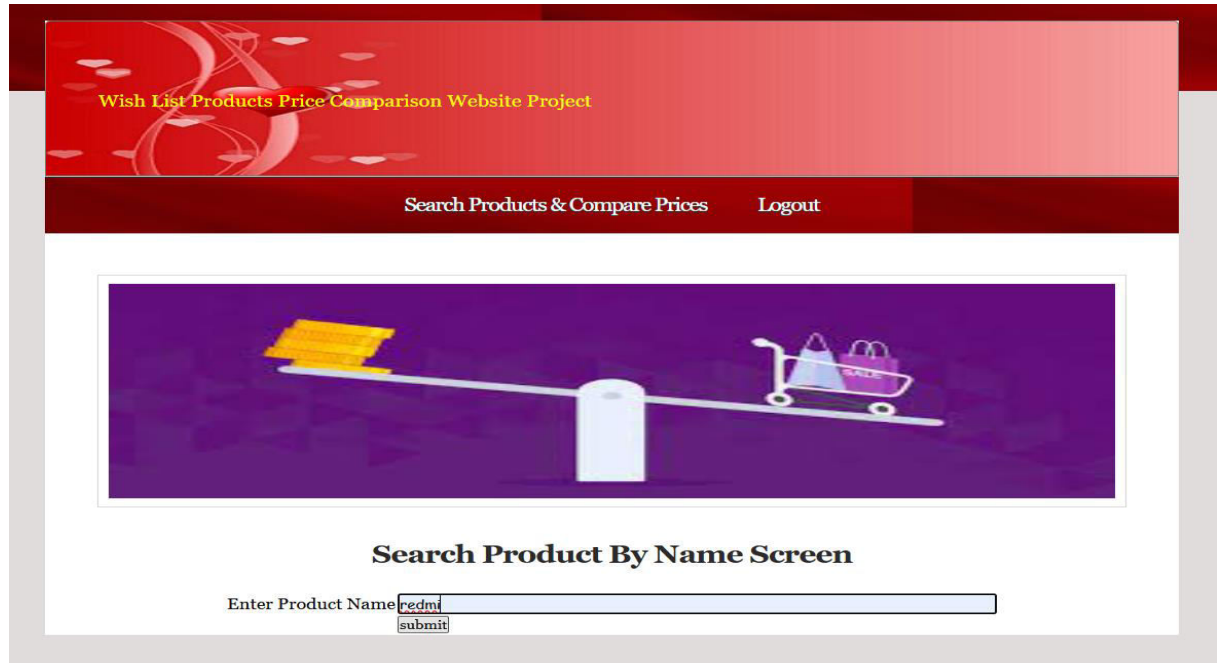 Wish List Products Price Comparison Website Project
Search Products & Compare Prices Logout
SALE
Search Product By Name Screen
Enter Product Name redmi
submit